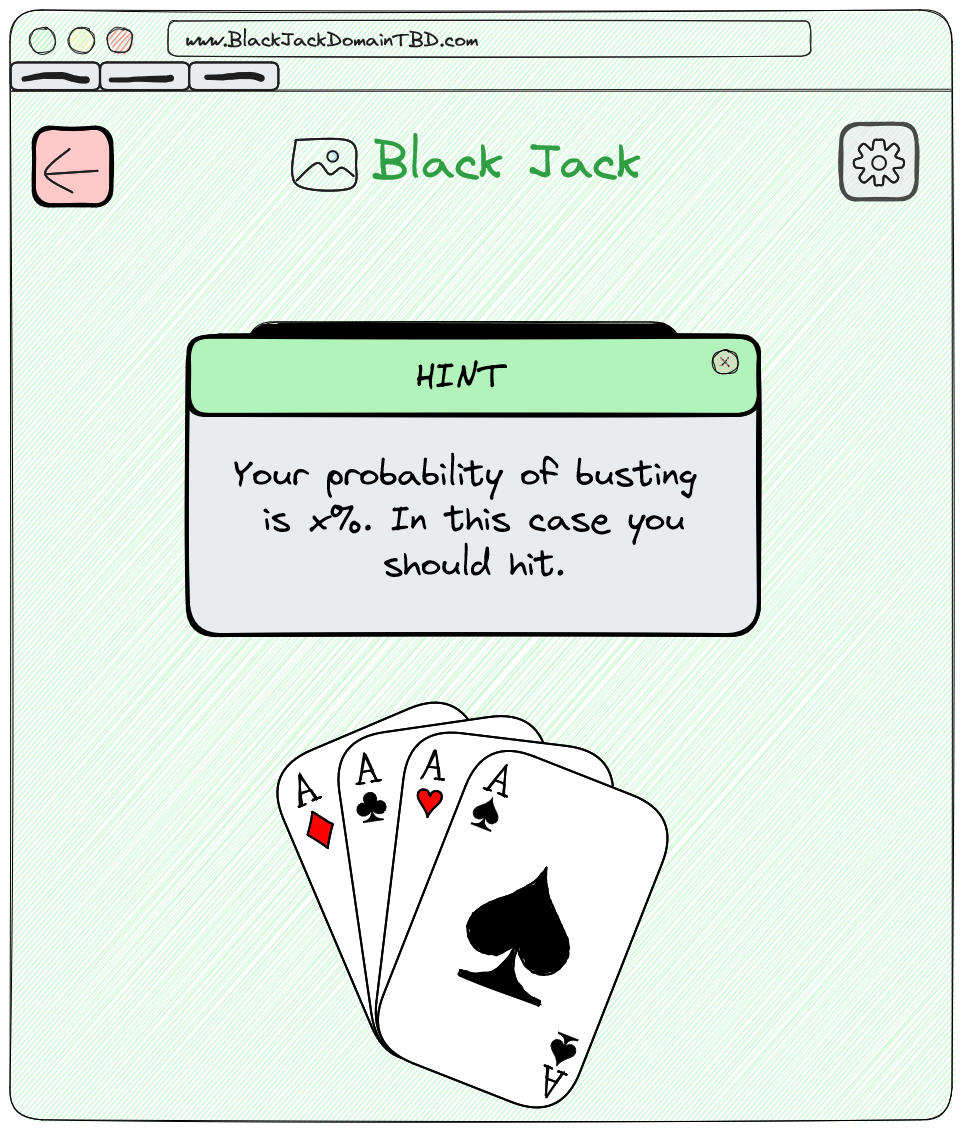 www.BlackJackDomainTBD.com
Black Jack
HINT
Your probability of busting
is x%. In this case you
should hit.
A
A
A
A
A